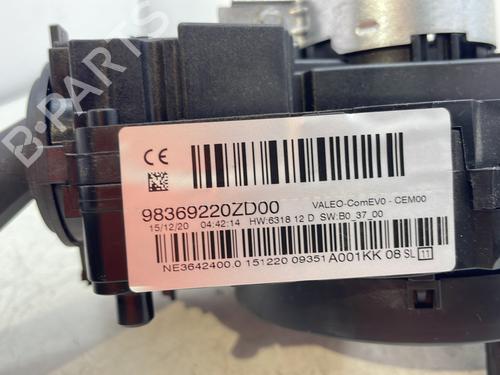 B-PARTS
CE
98369220ZD00
VALEO-ComEV0 - CEM00
15/12/20 04:42:14 HW:6318 12 D SW:B0_37_00
NE3642400.0 151220 09351 A001KK 08 SL 11